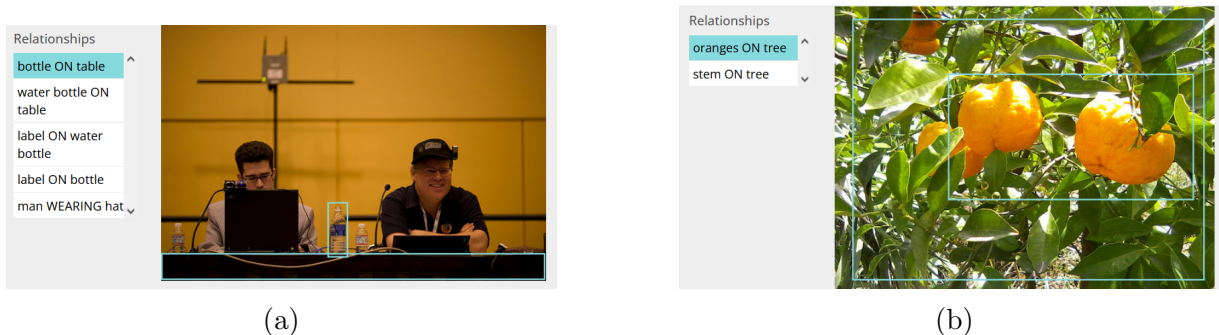 Relationships
bottle ON table
water bottle ON
table
label ON water
bottle
label ON bottle
man WEARING hat
(a)
Relationships
oranges ON tree
stem ON tree
(b)